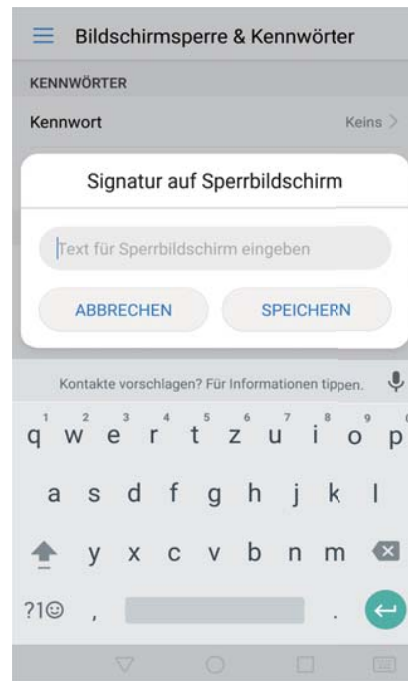 Bildschirmsperre & Kennwörter
KENNWÖRTER
Kennwort Keins >
Signatur auf Sperrbildschirm
Text für Sperrbildschirm eingeben
ABBRECHEN SPEICHERN
Kontakte vorschlagen? Für Informationen tippen.
1 2 3 4 5 6 7 8 9 0
q w e r t z u i o p
a s d f g h j k l
y x c v b n m
?1☺ , .